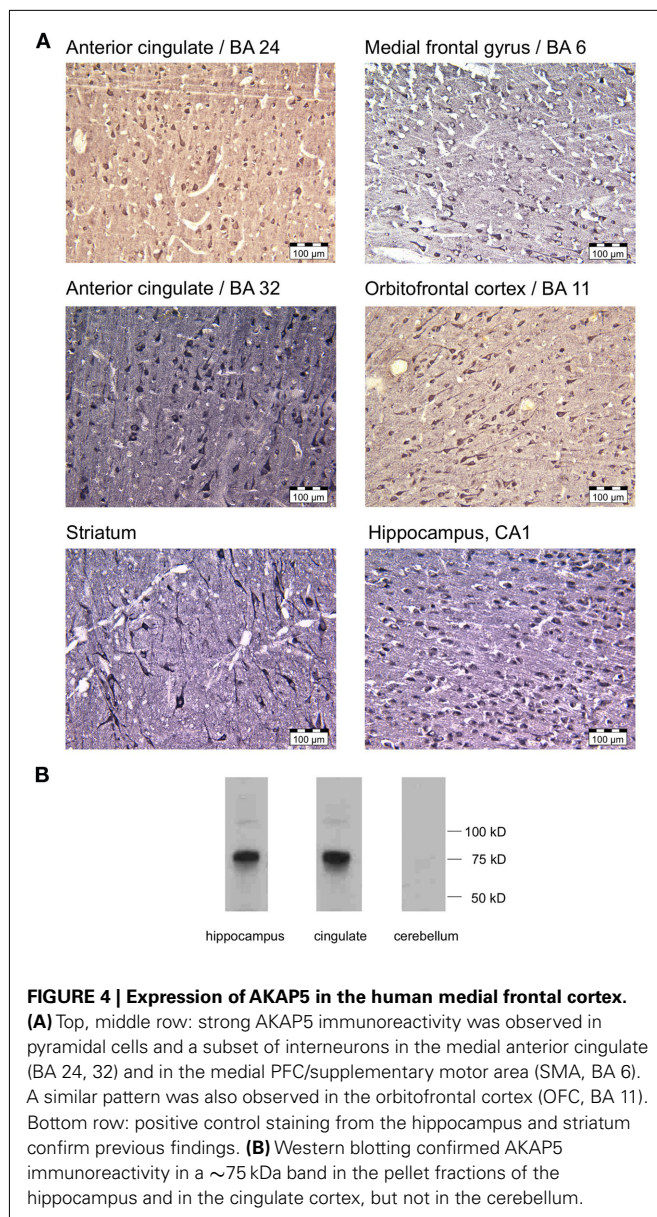 A
Anterior cingulate / BA 24
Medial frontal gyrus / BA 6
100 µm
100 µm
Anterior cingulate / BA 32
Orbitofrontal cortex / BA 11
100 µm
100 µm
Striatum
Hippocampus, CA1
100 µm
100 µm
B
100 kD
75 kD
50 kD
hippocampus
cingulate
cerebellum
FIGURE 4 | Expression of AKAP5 in the human medial frontal cortex.
(A) Top, middle row: strong AKAP5 immunoreactivity was observed in
pyramidal cells and a subset of interneurons in the medial anterior cingulate
(BA 24, 32) and in the medial PFC/supplementary motor area (SMA, BA 6).
A similar pattern was also observed in the orbitofrontal cortex (OFC, BA 11).
Bottom row: positive control staining from the hippocampus and striatum
confirm previous findings. (B) Western blotting confirmed AKAP5
immunoreactivity in a ∼75 kDa band in the pellet fractions of the
hippocampus and in the cingulate cortex, but not in the cerebellum.